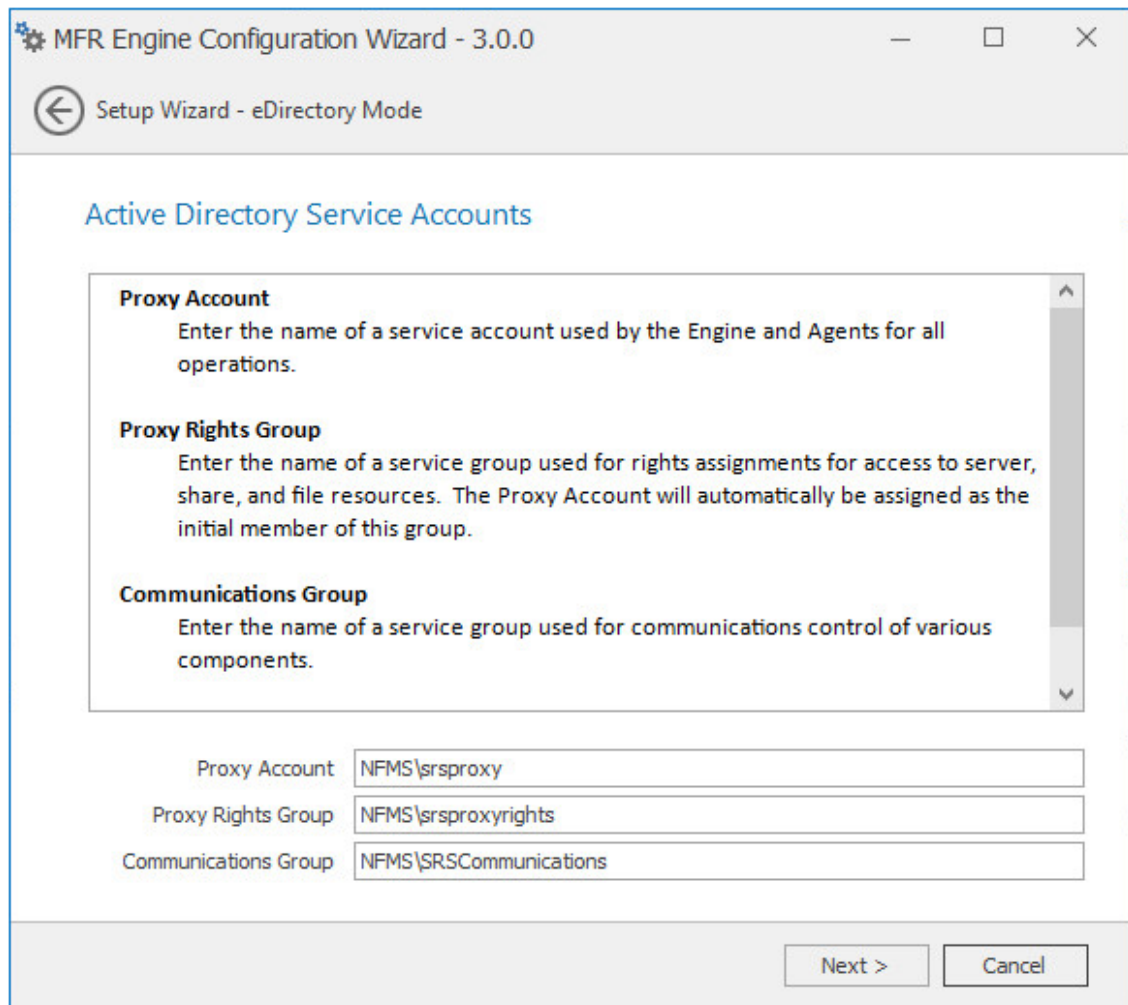 MFR Engine Configuration Wizard - 3.0.0
Setup Wizard - eDirectory Mode
Active Directory Service Accounts
Proxy Account
Enter the name of a service account used by the Engine and Agents for all
operations.
Proxy Rights Group
Enter the name of a service group used for rights assignments for access to server,
share, and file resources.  The Proxy Account will automatically be assigned as the
initial member of this group.
Communications Group
Enter the name of a service group used for communications control of various
components.
Proxy Account NFMS\srsproxy
Proxy Rights Group NFMS\srsproxyrights
Communications Group NFMS\SRSCommunications
Next > Cancel